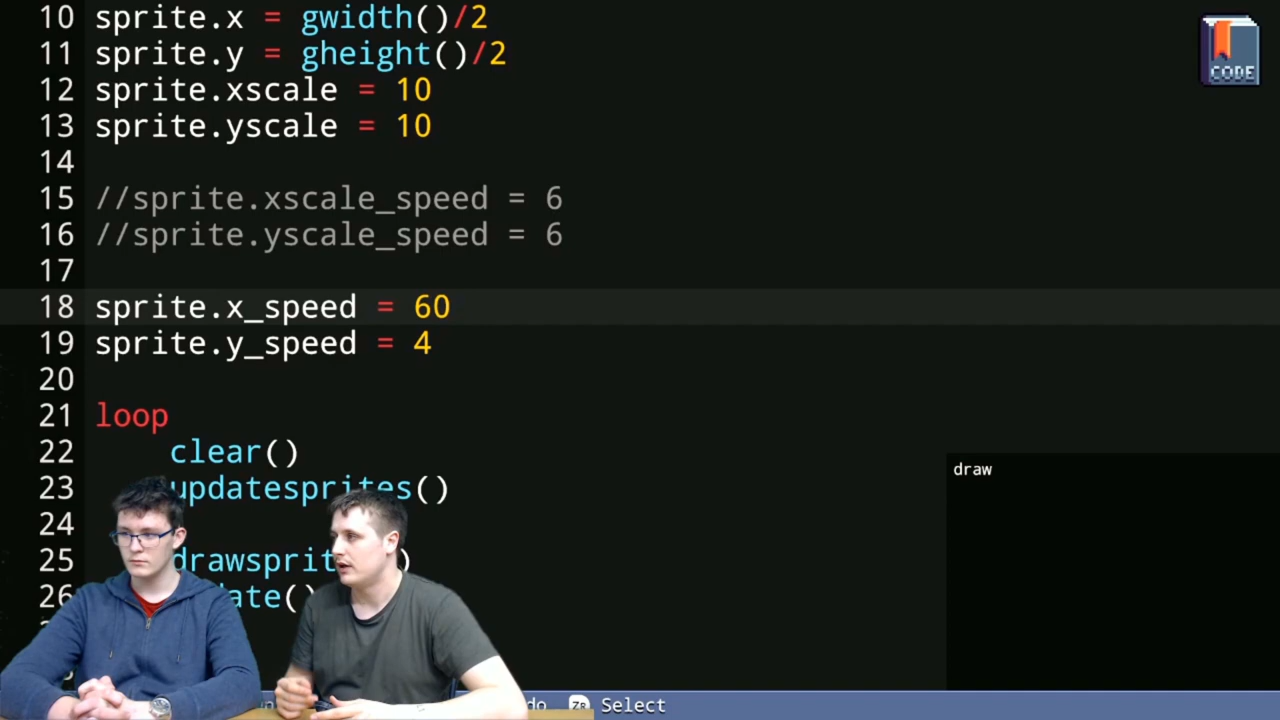 10 sprite.x = gwidth()/2
11 sprite.y = gheight()/2
12 sprite.xscale = 10
13 sprite.yscale = 10
14
15 //sprite.xscale_speed = 6
16 //sprite.yscale_speed = 6
17
18 sprite.x_speed = 60
19 sprite.y_speed = 4
20
21 loop
22 clear()
23 updatesprites()
24
25
26
CODE
draw
ZR Select